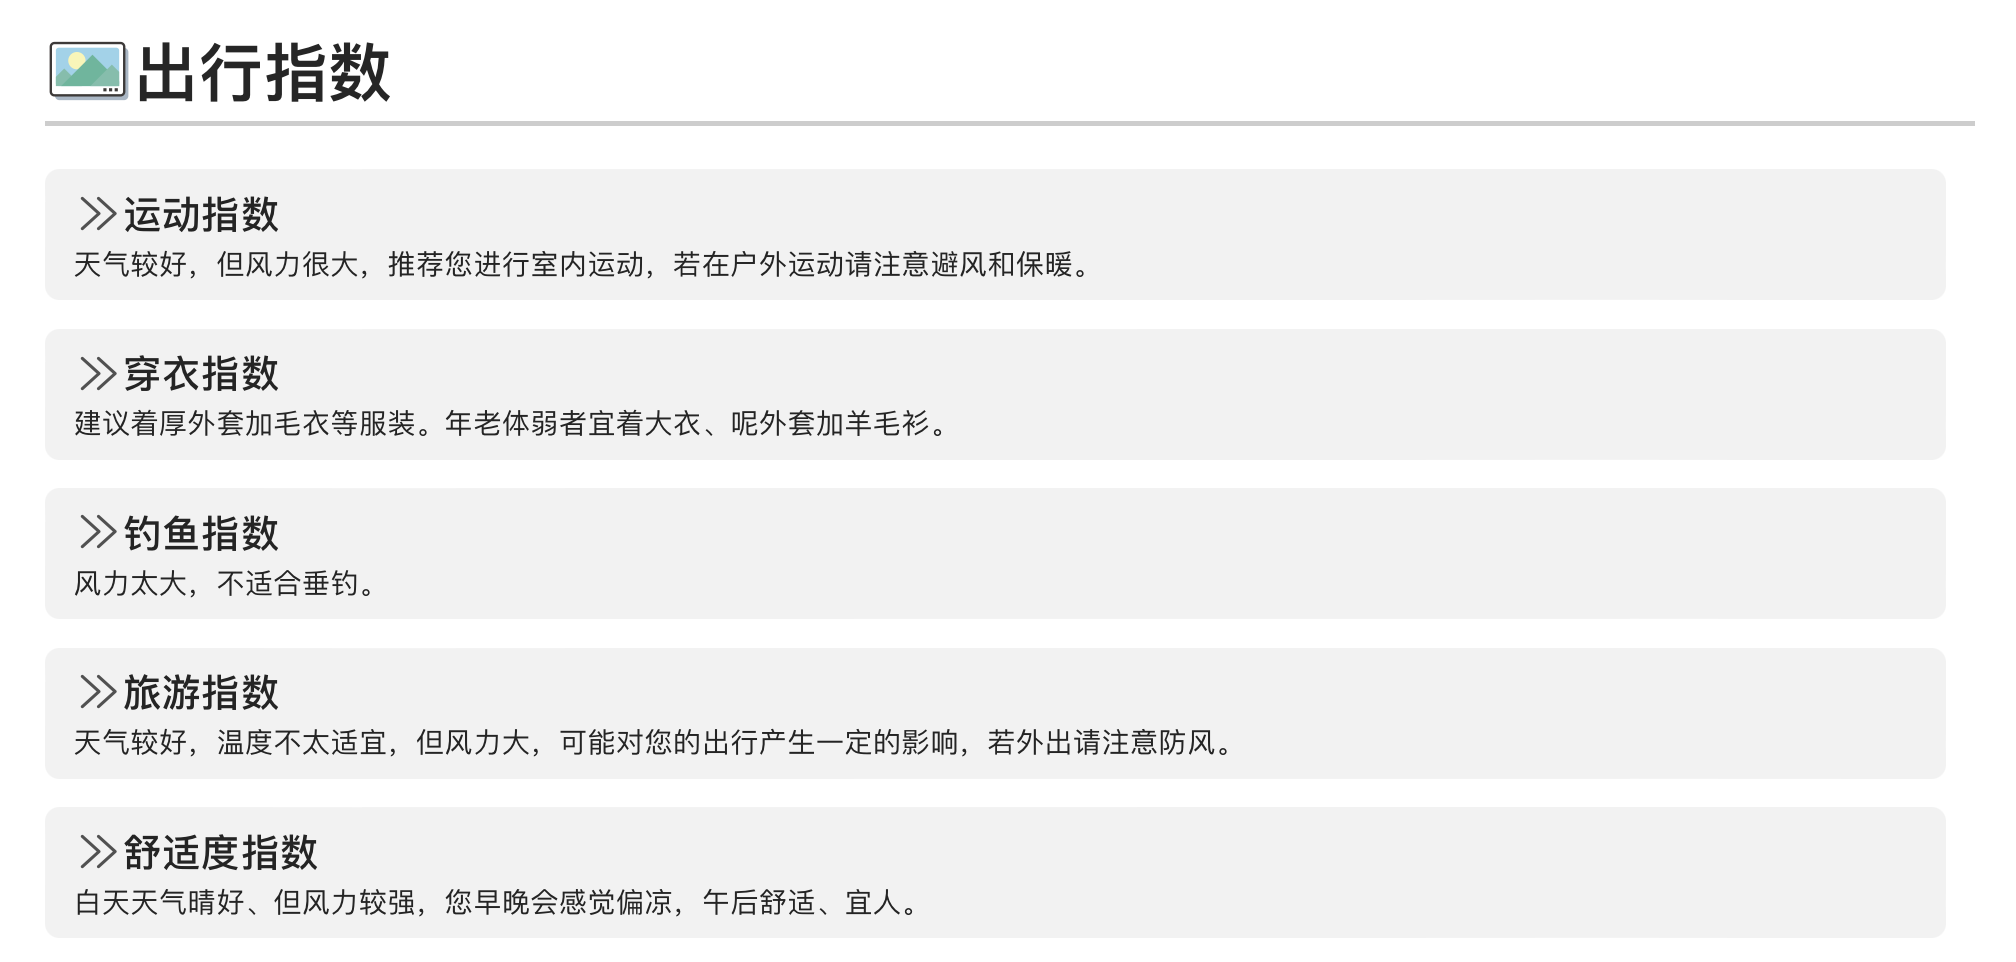 出行指数
运动指数
天气较好，但风力很大，推荐您进行室内运动，若在户外运动请注意避风和保暖。
穿衣指数
建议着厚外套加毛衣等服装。年老体弱者宜着大衣、呢外套加羊毛衫。
钓鱼指数
风力太大，不适合垂钓。
旅游指数
天气较好，温度不太适宜，但风力大，可能对您的出行产生一定的影响，若外出请注意防风。
舒适度指数
白天天气晴好、但风力较强，您早晚会感觉偏凉，午后舒适、宜人。